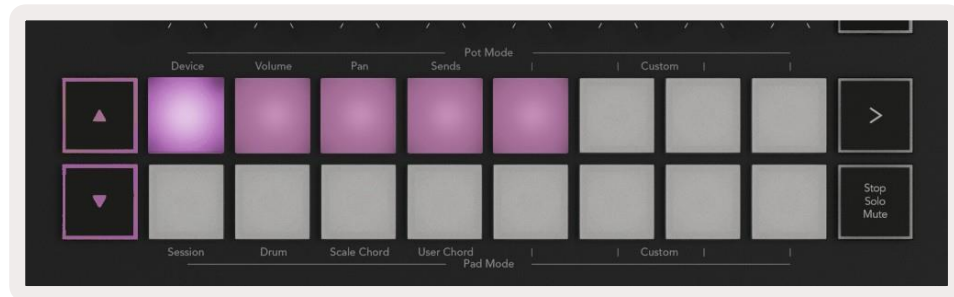 Pot Mode
Device Volume Pan Sends Custom
▲ >
▼ Stop
Solo
Mute
Session Drum Scale Chord User Chord Custom
Pad Mode